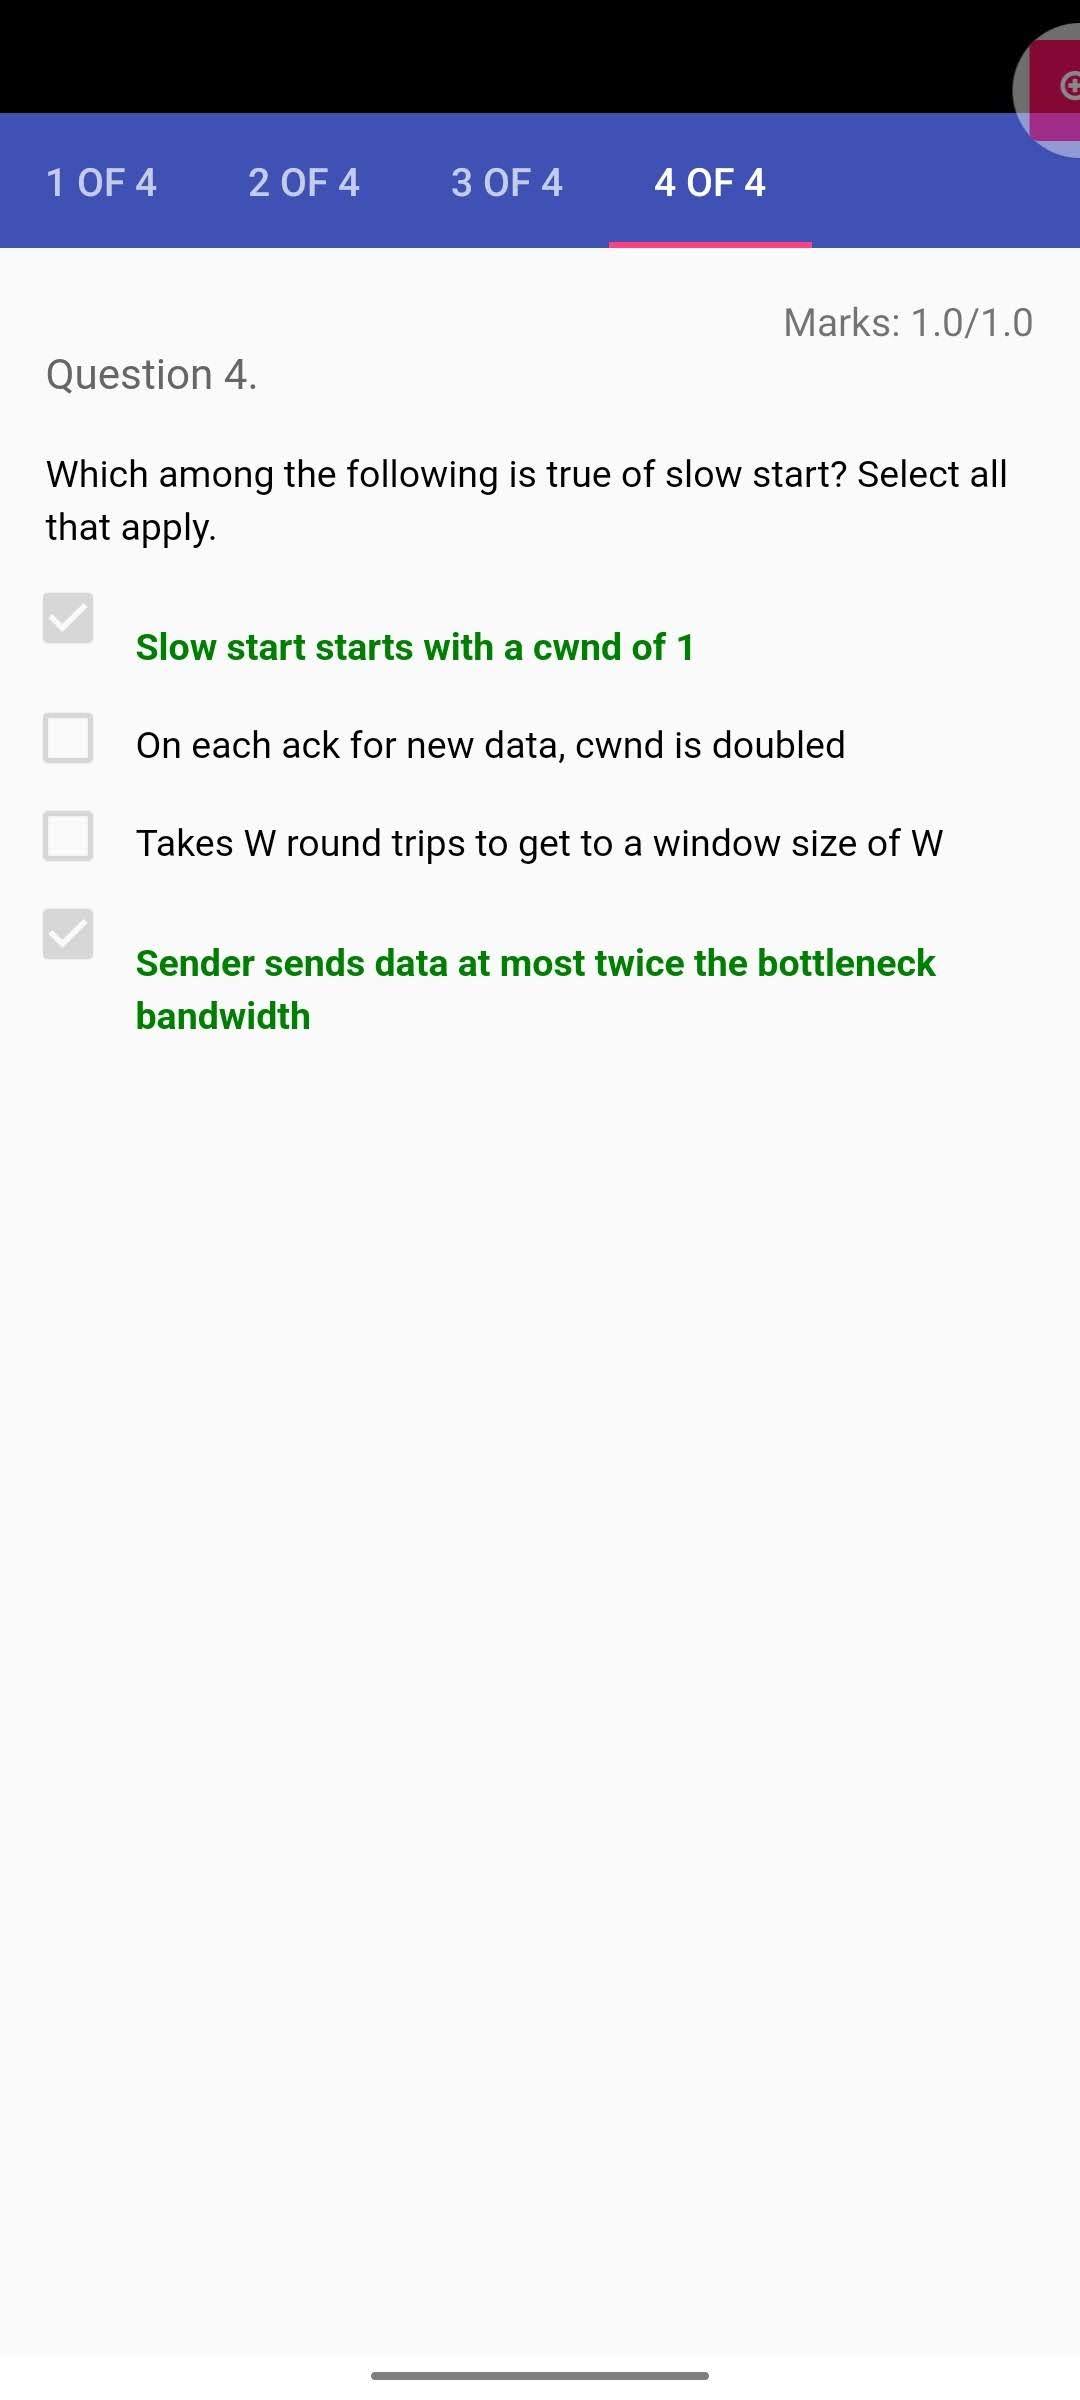 1 OF 4 2 OF 4 3 OF 4 4 OF 4
Marks: 1.0/1.0
Question 4.
Which among the following is true of slow start? Select all
that apply.
Slow start starts with a cwnd of 1
On each ack for new data, cwnd is doubled
Takes W round trips to get to a window size of W
Sender sends data at most twice the bottleneck
bandwidth